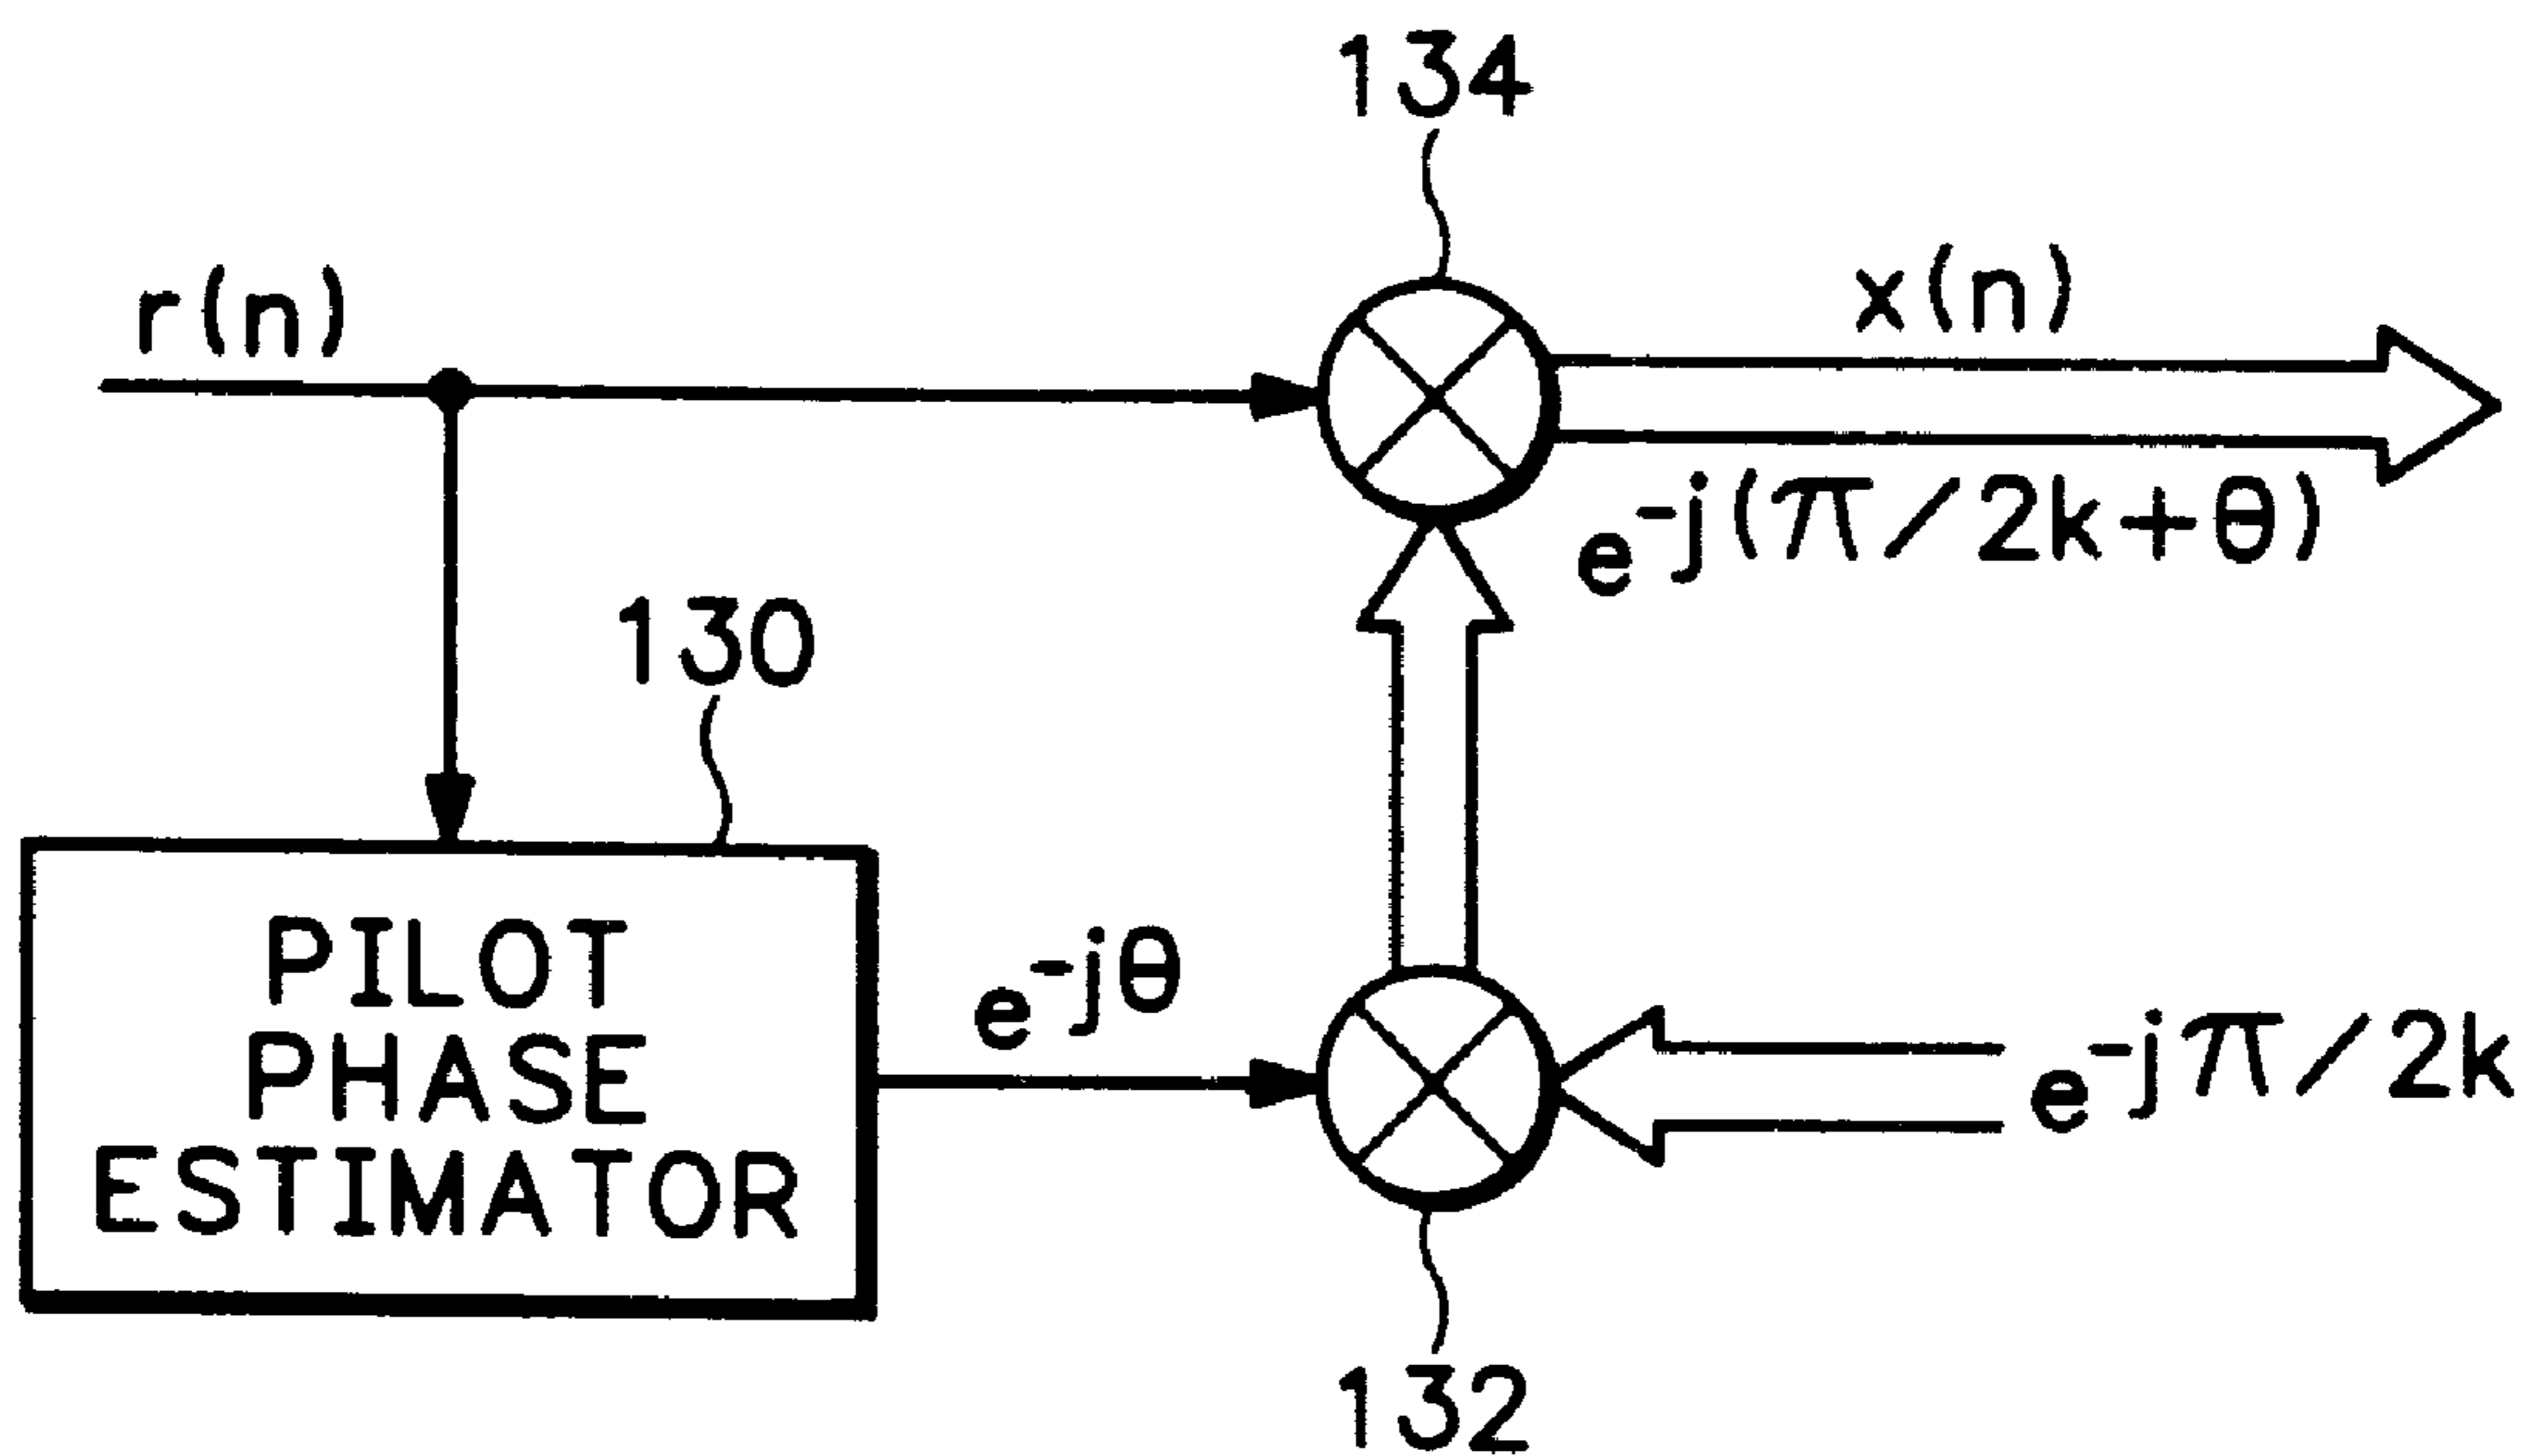 134
r(n)
x(n)
e^-j(π/2k+θ)
130
PILOT
PHASE
ESTIMATOR
e^-jθ
e^-jπ/2k
132